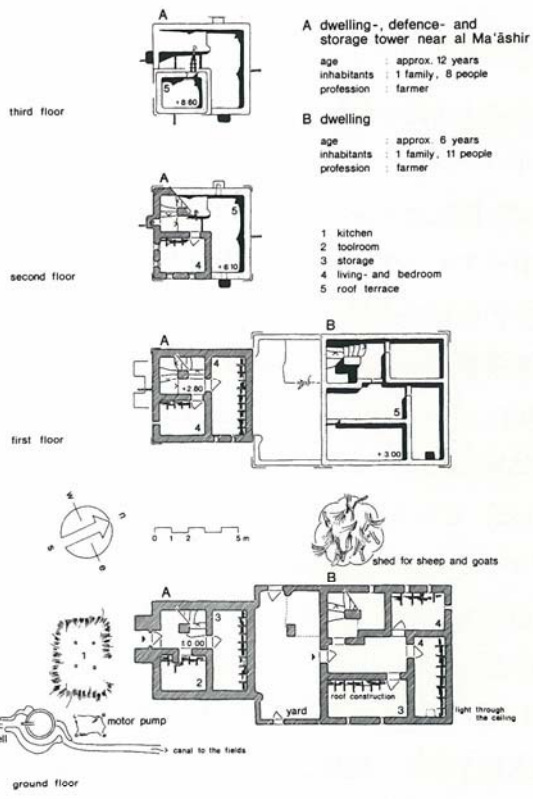 A dwelling-, defence- and
storage tower near al Ma'āshir
age : approx. 12 years
inhabitants : 1 family, 8 people
profession : farmer
B dwelling
age : approx. 6 years
inhabitants : 1 family, 11 people
profession : farmer
1 kitchen
2 toolroom
3 storage
4 living- and bedroom
5 roof terrace
A
5
+8.60
third floor
A
5
4
+6.10
second floor
A
B
4
+2.80
4
5
+3.00
first floor
w
n
s
e
0 1 2 5m
shed for sheep and goats
A
B
3
4
±0.00
4
1
2
roof construction
yard
3
light through
the ceiling
motor pump
ell
canal to the fields
ground floor